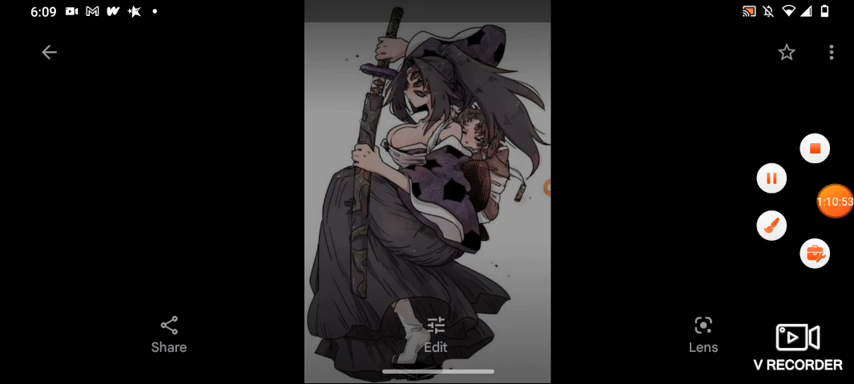 6:09
1:10:53
Share
Edit
Lens
V RECORDER